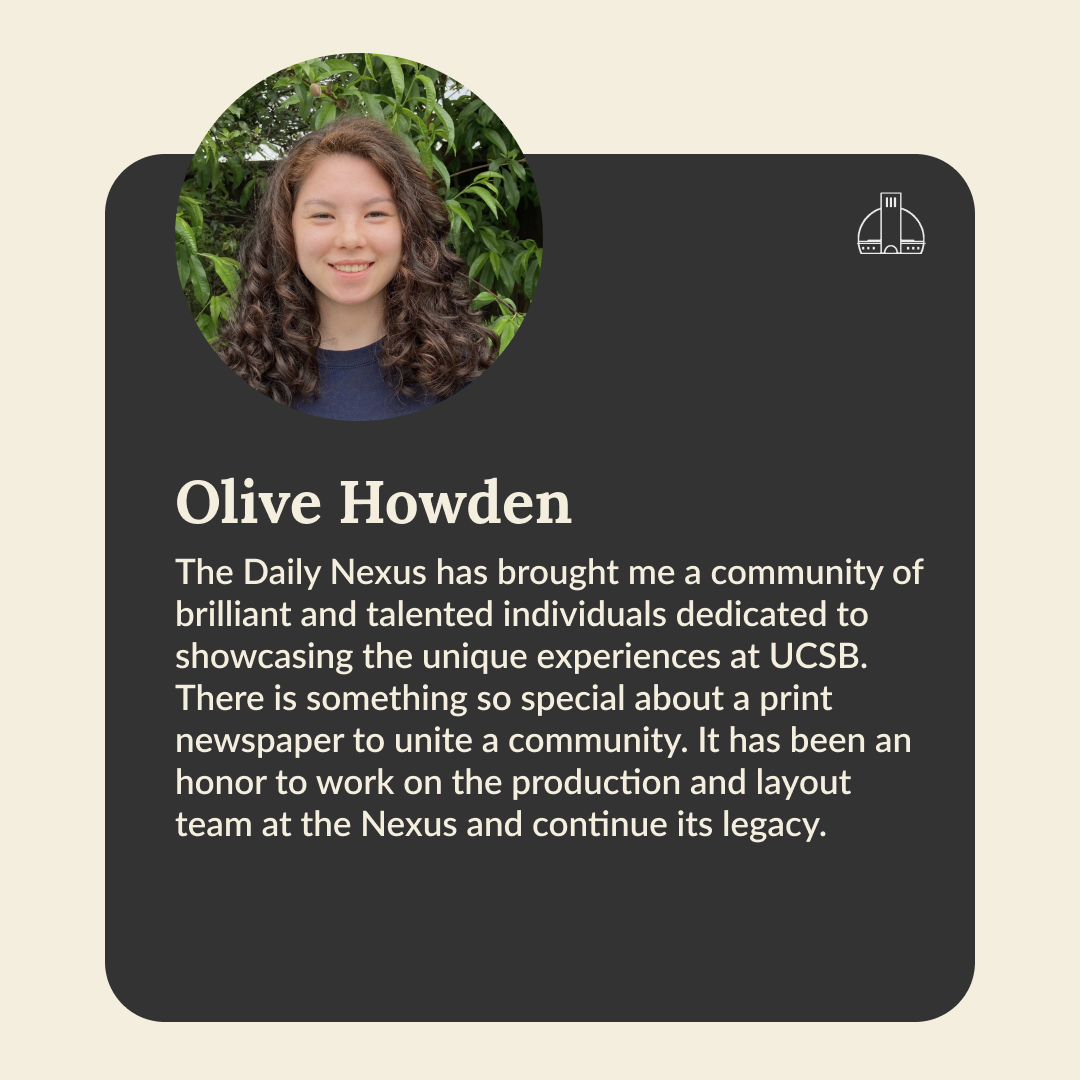 Olive Howden
The Daily Nexus has brought me a community of
brilliant and talented individuals dedicated to
showcasing the unique experiences at UCSB.
There is something so special about a print
newspaper to unite a community. It has been an
honor to work on the production and layout
team at the Nexus and continue its legacy.